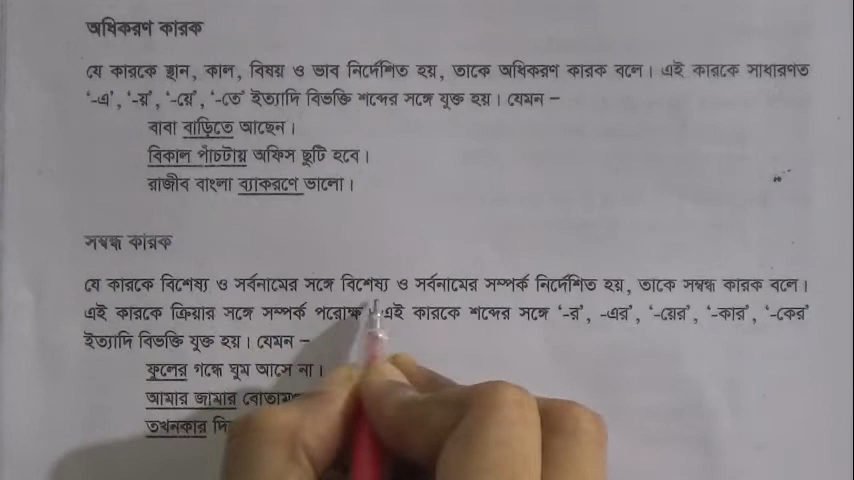 অধিকরণ কারক
যে কারকে স্থান, কাল, বিষয় ও ভাব নির্দেশিত হয়, তাকে অধিকরণ কারক বলে। এই কারকে সাধারণত
‘-এ’, ‘-য়’, ‘-য়ে’, ‘-তে’ ইত্যাদি বিভক্তি শব্দের সঙ্গে যুক্ত হয়। যেমন –
বাবা বাড়িতে আছেন।
বিকাল পাঁচটায় অফিস ছুটি হবে।
রাজীব বাংলা ব্যাকরণে ভালো।
সম্বন্ধ কারক
যে কারকে বিশেষ্য ও সর্বনামের সঙ্গে বিশেষ্য ও সর্বনামের সম্পর্ক নির্দেশিত হয়, তাকে সম্বন্ধ কারক বলে।
এই কারকে ক্রিয়ার সঙ্গে সম্পর্ক পরোক্ষ। এই কারকে শব্দের সঙ্গে ‘-র’, -এর’, ‘-য়ের’, ‘-কার’, ‘-কের’
ইত্যাদি বিভক্তি যুক্ত হয়। যেমন –
ফুলের গন্ধে ঘুম আসে না।
আমার জামার
তখনকার